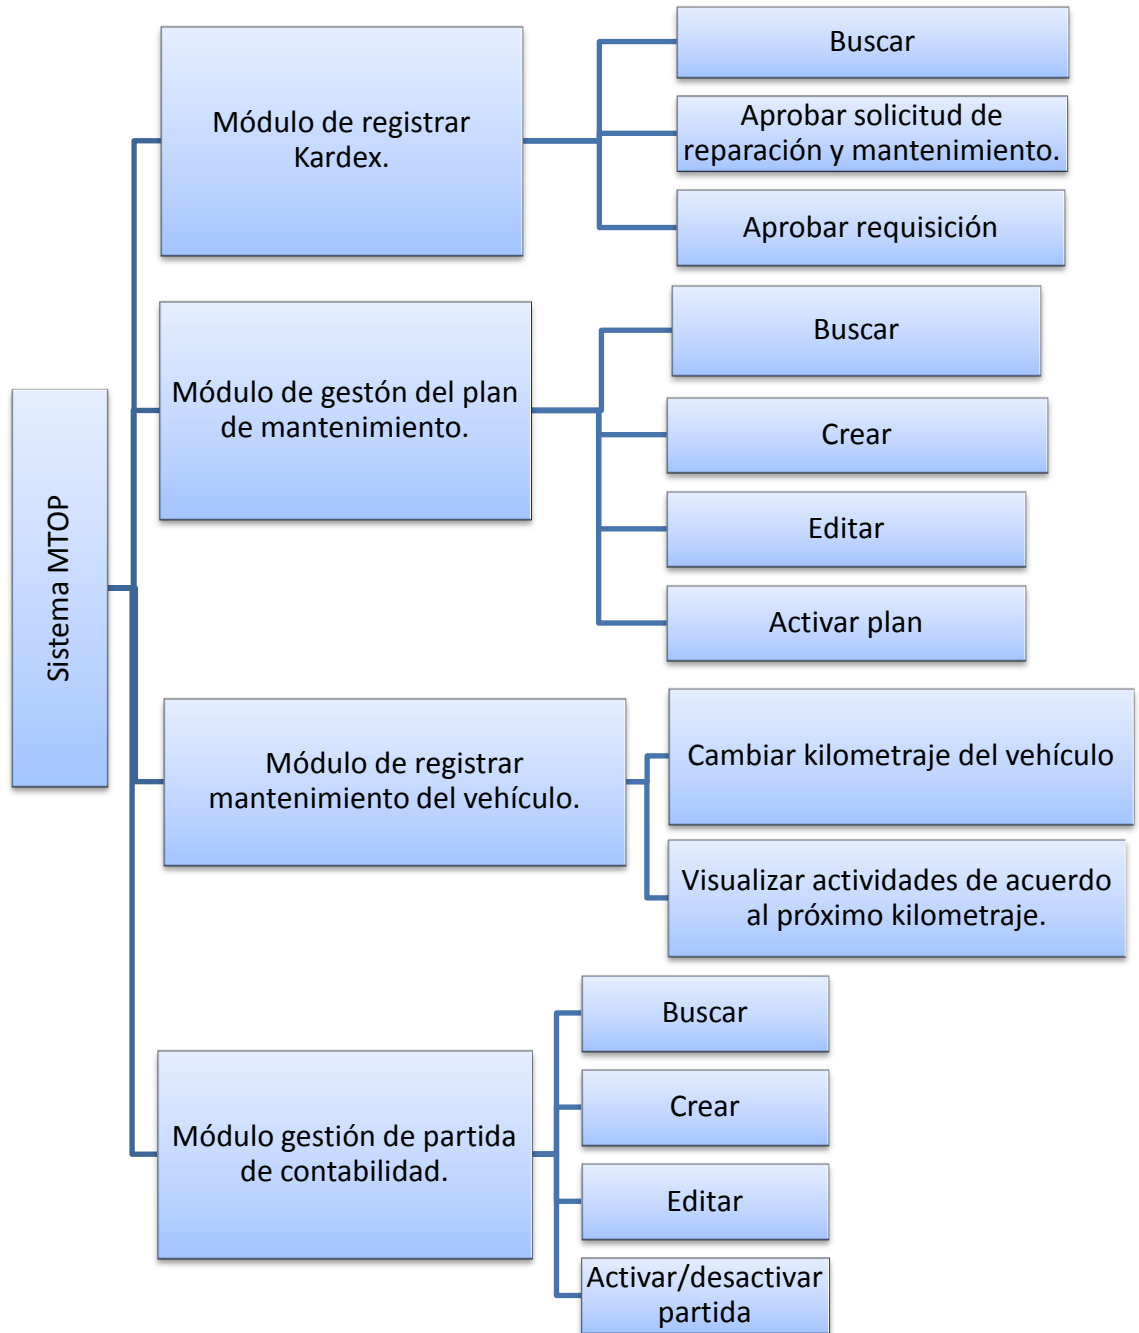 Sistema MTOP
Módulo de registrar
Kardex.
Buscar
Aprobar solicitud de
reparación y mantenimiento.
Aprobar requisición
Módulo de gestón del plan
de mantenimiento.
Buscar
Crear
Editar
Activar plan
Módulo de registrar
mantenimiento del vehículo.
Cambiar kilometraje del vehículo
Visualizar actividades de acuerdo
al próximo kilometraje.
Módulo gestión de partida
de contabilidad.
Buscar
Crear
Editar
Activar/desactivar
partida